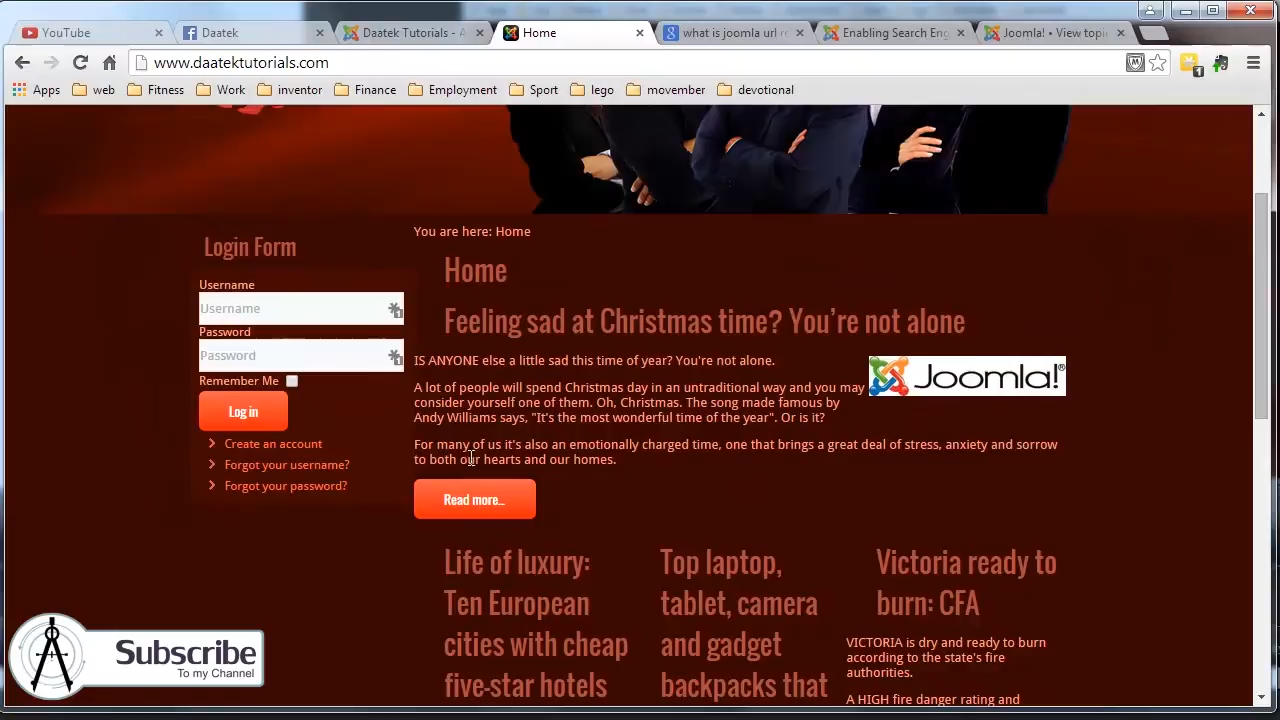 YouTube
Daatek
Daatek Tutorials - A
Home
what is joomla url re
Enabling Search Eng
Joomla! • View topi
www.daatektutorials.com
Apps
web
Fitness
Work
inventor
Finance
Employment
Sport
lego
movember
devotional
You are here: Home
Login Form
Username
Username
Password
Password
Remember Me
Log in
Create an account
Forgot your username?
Forgot your password?
Home
Feeling sad at Christmas time? You’re not alone
IS ANYONE else a little sad this time of year? You're not alone.
Joomla!®
A lot of people will spend Christmas day in an untraditional way and you may
consider yourself one of them. Oh, Christmas. The song made famous by
Andy Williams says, "It's the most wonderful time of the year". Or is it?
For many of us it's also an emotionally charged time, one that brings a great deal of stress, anxiety and sorrow
to both our hearts and our homes.
Read more...
Life of luxury:
Ten European
cities with cheap
five-star hotels
Top laptop,
tablet, camera
and gadget
backpacks that
Victoria ready to
burn: CFA
VICTORIA is dry and ready to burn
according to the state's fire
authorities.
A HIGH fire danger rating and
Subscribe
To my Channel